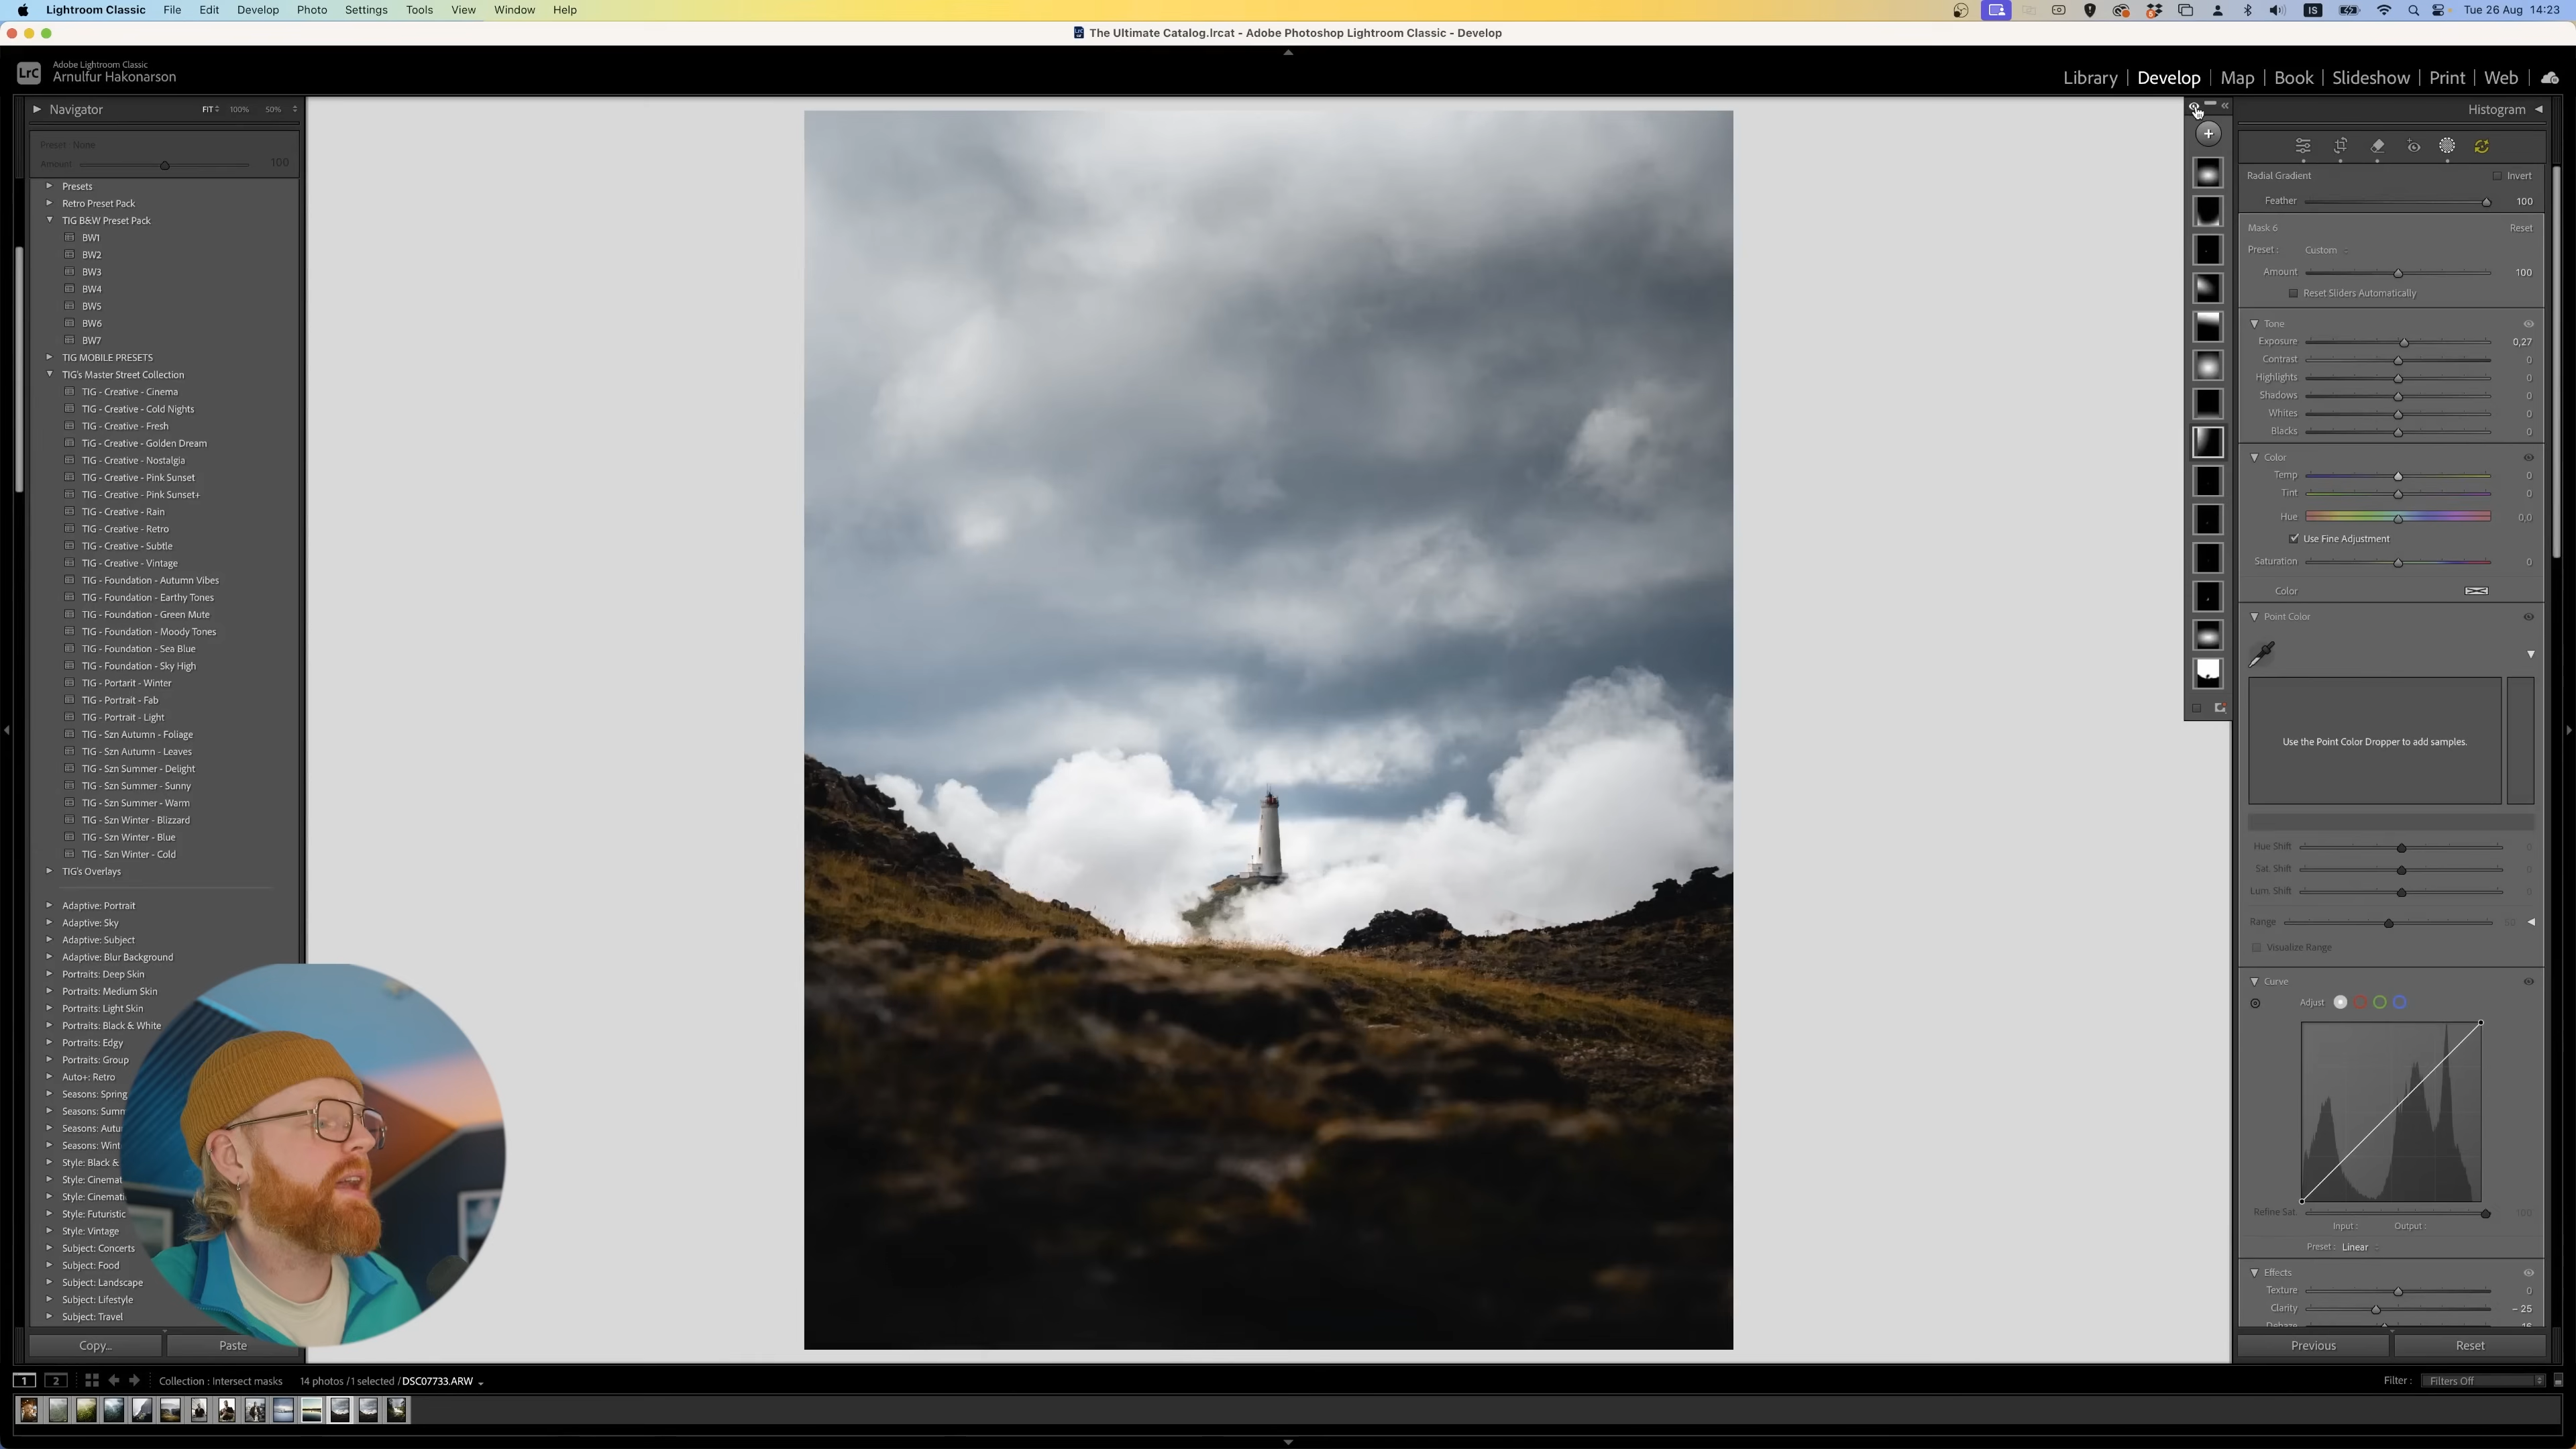 Lightroom Classic File Edit Develop Photo Settings Tools View Window Help
IS Tue 26 Aug 14:23
The Ultimate Catalog.lrcat - Adobe Photoshop Lightroom Classic - Develop
LrC
Adobe Lightroom Classic
Arnulfur Hakonarson
Library | Develop | Map | Book | Slideshow | Print | Web
Navigator FIT 100% 50%
Preset None
Amount 100
Presets
Retro Preset Pack
TIG B&W Preset Pack
BW1
BW2
BW3
BW4
BW5
BW6
BW7
TIG MOBILE PRESETS
TIG's Master Street Collection
TIG - Creative - Cinema
TIG - Creative - Cold Nights
TIG - Creative - Fresh
TiG - Creative - Golden Dream
TIG - Creative - Nostalgia
TIG - Creative - Pink Sunset
TIG - Creative - Pink Sunset+
TIG - Creative - Rain
TIG - Creative - Retro
TIG - Creative - Subtle
TIG - Creative - Vintage
TIG - Foundation - Autumn Vibes
TIG - Foundation - Earthy Tones
TIG - Foundation - Green Mute
TIG - Foundation - Moody Tones
TIG - Foundation - Sea Blue
TIG - Foundation - Sky High
TIG - Portarit - Winter
TIG - Portrait - Fab
TIG - Portrait - Light
TIG - Szn Autumn - Foliage
TIG - Szn Autumn - Leaves
TIG - Szn Summer - Delight
TIG - Szn Summer - Sunny
TIG - Szn Summer - Warm
TIG - Szn Winter - Blizzard
TIG - Szn Winter - Blue
TIG - Szn Winter - Cold
TIG's Overlays
Adaptive: Portrait
Adaptive: Sky
Adaptive: Subject
Adaptive: Blur Background
Portraits: Deep Skin
Portraits: Medium Skin
Portraits: Light Skin
Portraits: Black & White
Portraits: Edgy
Portraits: Group
Auto+: Retro
Seasons: Spring
Seasons: Summ
Seasons: Autu
Seasons: Wint
Style: Black &
Style: Cinemat
Style: Cinemat
Style: Futuristic
Style: Vintage
Subject: Concerts
Subject: Food
Subject: Landscape
Subject: Lifestyle
Subject: Travel
Copy... Paste
Histogram
Radial Gradient Invert
Feather 100
Mask 6 Reset
Preset : Custom
Amount 100
Reset Sliders Automatically
Tone
Exposure 0,27
Contrast 0
Highlights 0
Shadows 0
Whites 0
Blacks 0
Color
Temp 0
Tint 0
Hue 0,0
Use Fine Adjustment
Saturation 0
Color
Point Color
Use the Point Color Dropper to add samples.
Hue Shift 0
Sat. Shift 0
Lum. Shift 0
Range 50
Visualize Range
Curve
Adjust
Refine Sat. 100
Input : Output :
Preset : Linear
Effects
Texture 0
Clarity - 25
Previous Reset
1 2 Collection : Intersect masks 14 photos / 1 selected / DSC07733.ARW
Filter : Filters Off